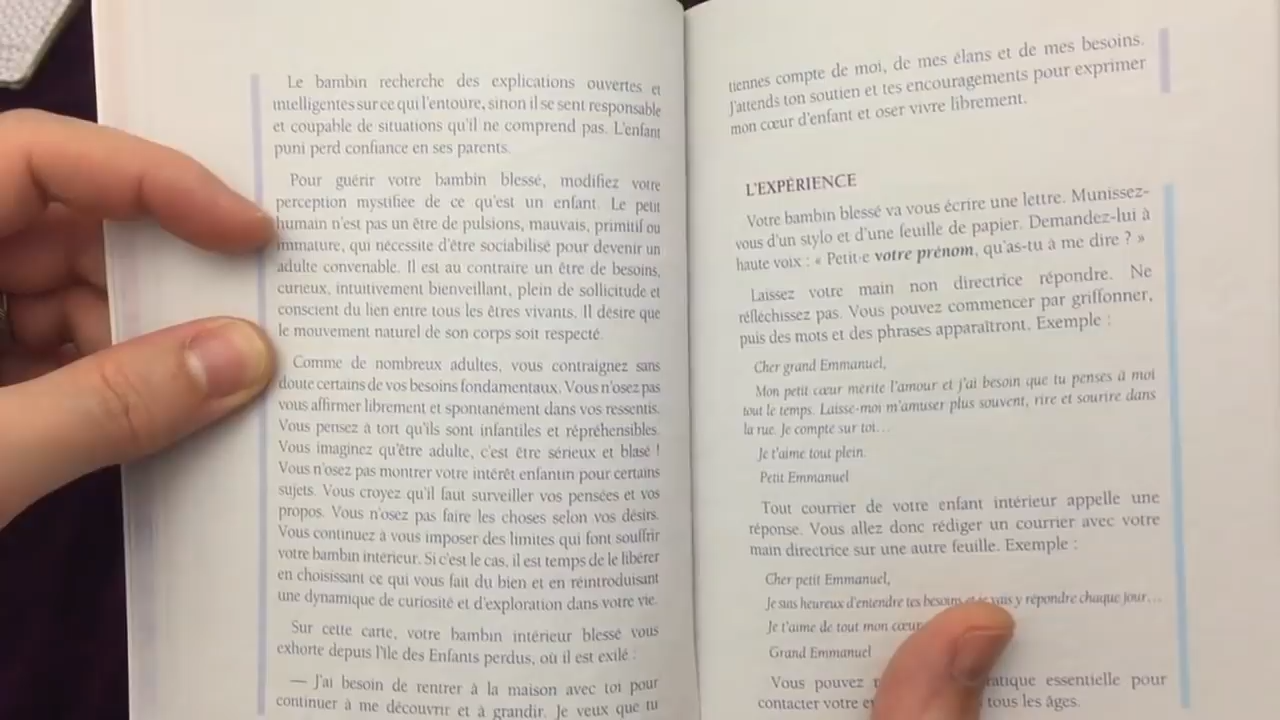 Le bambin recherche des explications ouvertes et
intelligentes sur ce qui l'entoure, sinon il se sent responsable
et coupable de situations qu'il ne comprend pas. L'enfant
puni perd confiance en ses parents.
Pour guérir votre bambin blessé, modifiez votre
perception mystifiée de ce qu'est un enfant. Le petit
humain n'est pas un être de pulsions, mauvais, primitif ou
immature, qui nécessite d'être sociabilisé pour devenir un
adulte convenable. Il est au contraire un être de besoins,
curieux, intuitivement bienveillant, plein de sollicitude et
conscient du lien entre tous les êtres vivants. Il désire que
le mouvement naturel de son corps soit respecté.
Comme de nombreux adultes, vous contraignez sans
doute certains de vos besoins fondamentaux. Vous n'osez pas
vous affirmer librement et spontanément dans vos ressentis.
Vous pensez à tort qu'ils sont infantiles et répréhensibles.
Vous imaginez qu'être adulte, c'est être sérieux et blasé !
Vous n'osez pas montrer votre intérêt enfantin pour certains
sujets. Vous croyez qu'il faut surveiller vos pensées et vos
propos. Vous n'osez pas faire les choses selon vos désirs.
Vous continuez à vous imposer des limites qui font souffrir
votre bambin intérieur. Si c'est le cas, il est temps de le libérer
en choisissant ce qui vous fait du bien et en réintroduisant
une dynamique de curiosité et d'exploration dans votre vie.
Sur cette carte, votre bambin intérieur blessé vous
exhorte depuis l'île des Enfants perdus, où il est exilé :
— J'ai besoin de rentrer à la maison avec toi pour
continuer à me découvrir et à grandir. Je veux que tu
tiennes compte de moi, de mes élans et de mes besoins.
J'attends ton soutien et tes encouragements pour exprimer
mon cœur d'enfant et oser vivre librement.
L'EXPÉRIENCE
Votre bambin blessé va vous écrire une lettre. Munissez-
vous d'un stylo et d'une feuille de papier. Demandez-lui à
haute voix : « Petit·e votre prénom, qu'as-tu à me dire ? »
Laissez votre main non directrice répondre. Ne
réfléchissez pas. Vous pouvez commencer par griffonner,
puis des mots et des phrases apparaîtront. Exemple :
Cher grand Emmanuel,
Mon petit cœur mérite l'amour et j'ai besoin que tu penses à moi
tout le temps. Laisse-moi m'amuser plus souvent, rire et sourire dans
la rue. Je compte sur toi...
Je t'aime tout plein.
Petit Emmanuel
Tout courrier de votre enfant intérieur appelle une
réponse. Vous allez donc rédiger un courrier avec votre
main directrice sur une autre feuille. Exemple :
Cher petit Emmanuel,
Je suis heureux d'entendre tes besoins et je vais y répondre chaque jour...
Je t'aime de tout mon cœur
Grand Emmanuel
Vous pouvez essentielle pour
contacter votre tous les âges.